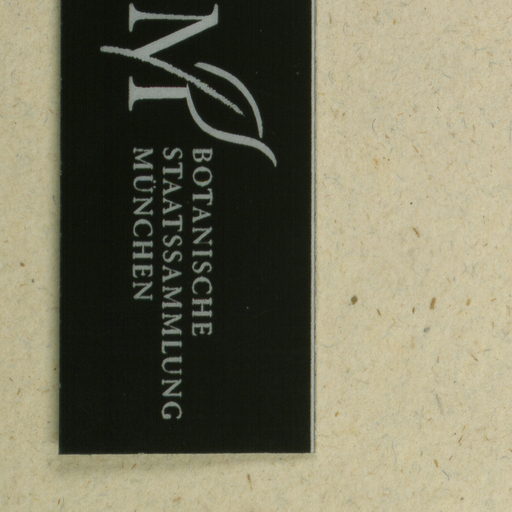 M
BOTANISCHE
STAATSSAMMLUNG
MÜNCHEN